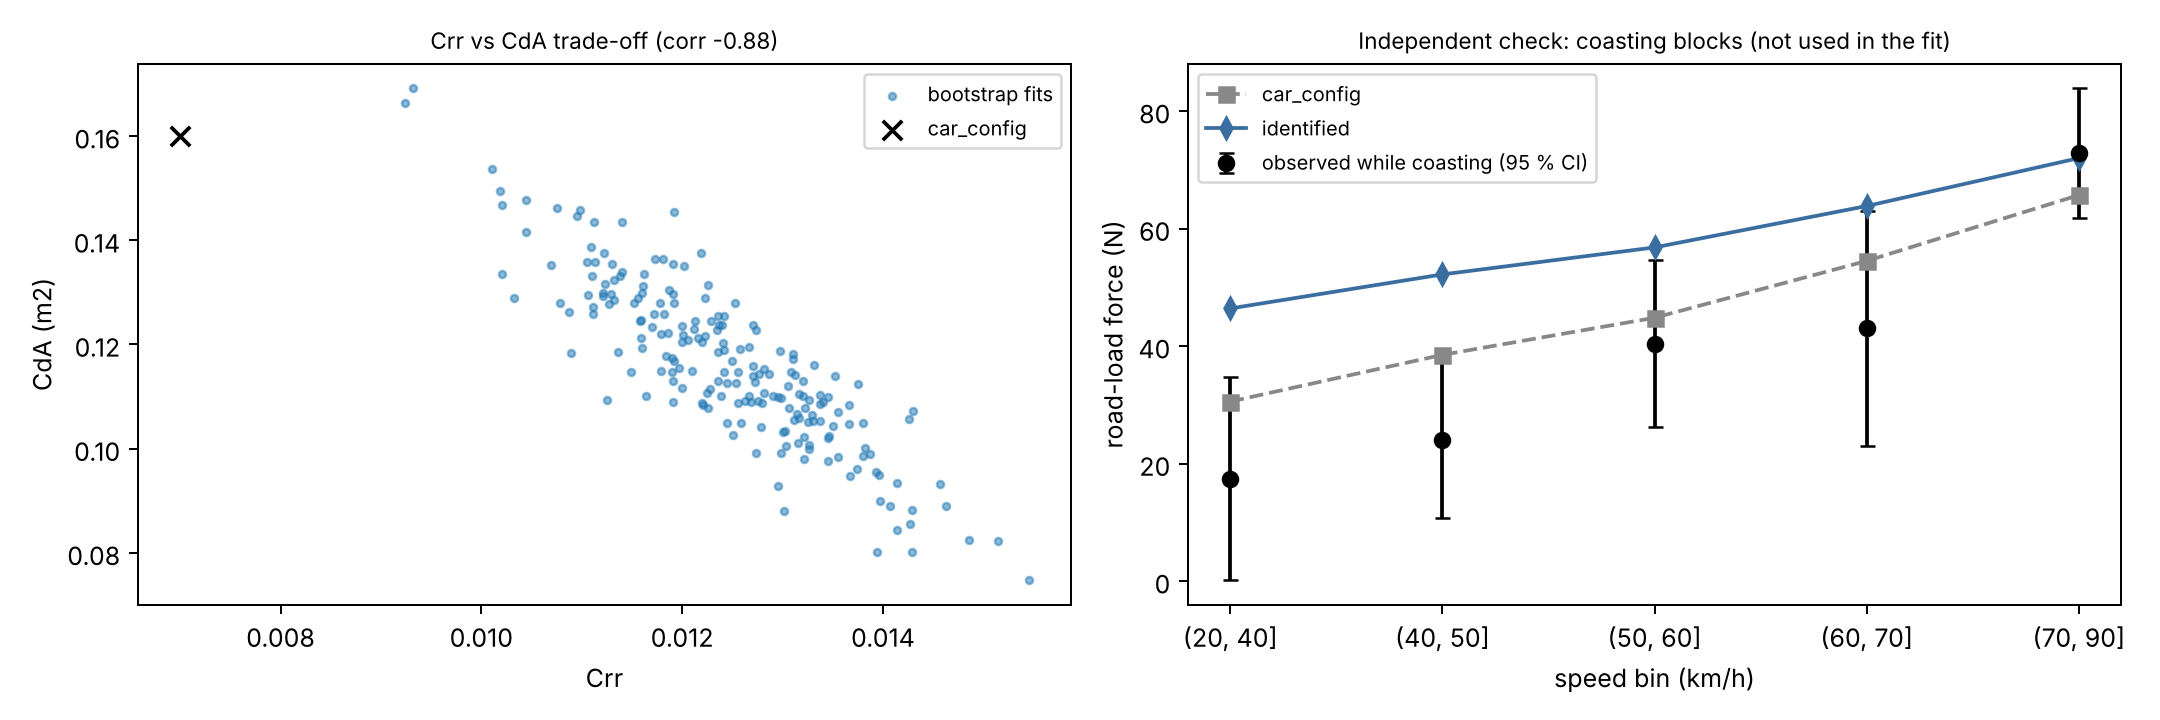 Crr vs CdA trade-off (corr -0.88)
bootstrap fits
car_config
0.16
0.14
0.12
0.10
0.08
CdA (m2)
0.008
0.010
0.012
0.014
Crr
Independent check: coasting blocks (not used in the fit)
car_config
identified
observed while coasting (95 % CI)
80
60
40
20
0
road-load force (N)
(20, 40]
(40, 50]
(50, 60]
(60, 70]
(70, 90]
speed bin (km/h)